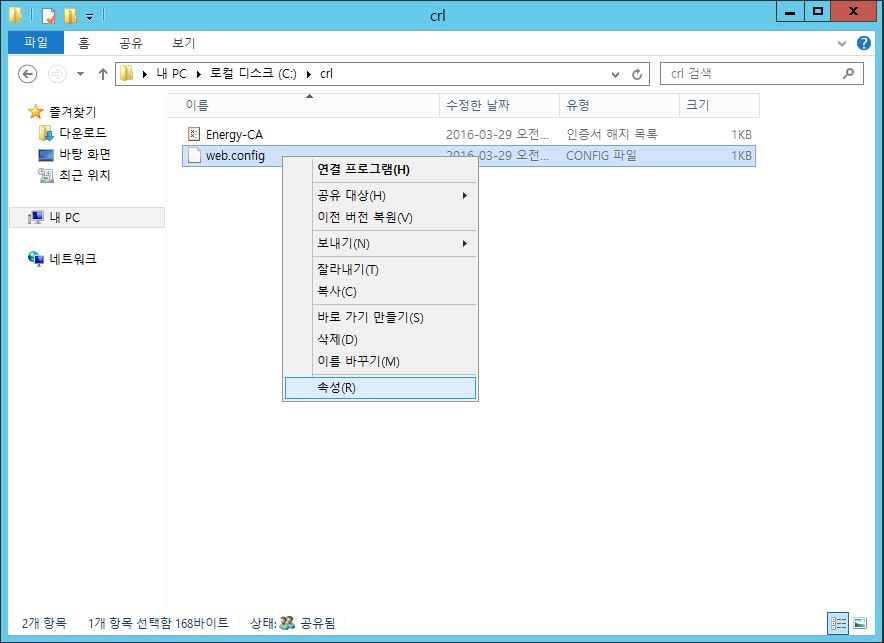 crl
파일 홈 공유 보기
내 PC 로컬 디스크 (C:) crl crl 검색
이름 수정한 날짜 유형 크기
즐겨찾기
다운로드
바탕 화면
최근 위치
내 PC
네트워크
Energy-CA 2016-03-29 오전... 인증서 해지 목록 1KB
web.config 2016-03-29 오전... CONFIG 파일 1KB
연결 프로그램(H)
공유 대상(H)
이전 버전 복원(V)
보내기(N)
잘라내기(T)
복사(C)
바로 가기 만들기(S)
삭제(D)
이름 바꾸기(M)
속성(R)
2개 항목 1개 항목 선택함 168바이트 상태: 공유됨